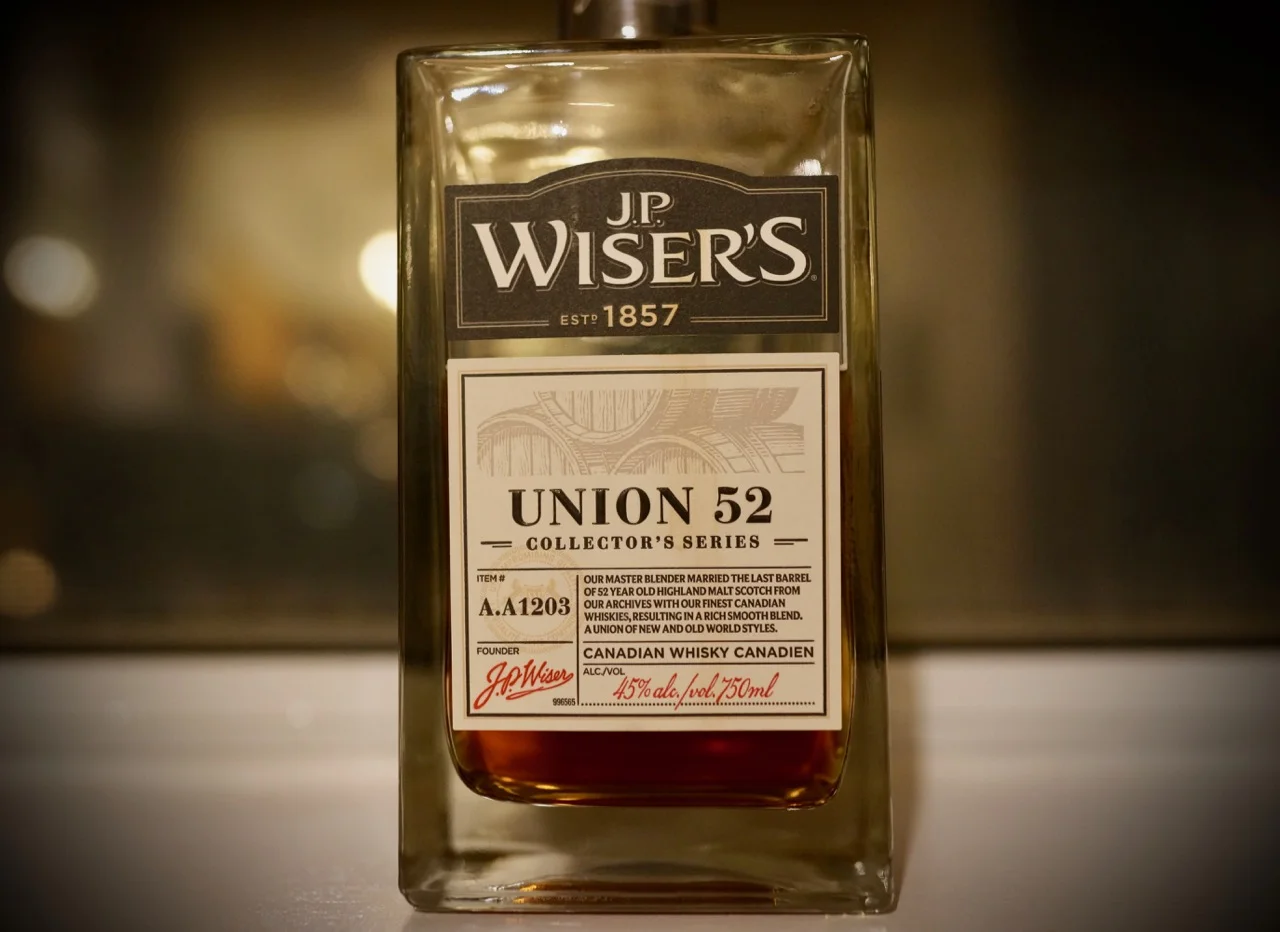 J.P.
WISER'S®
ESTD 1857
UNION 52
COLLECTOR'S SERIES
ITEM #
A.A1203
OUR MASTER BLENDER MARRIED THE LAST BARREL
OF 52 YEAR OLD HIGHLAND MALT SCOTCH FROM
OUR ARCHIVES WITH OUR FINEST CANADIAN
WHISKIES, RESULTING IN A RICH SMOOTH BLEND.
A UNION OF NEW AND OLD WORLD STYLES.
FOUNDER
J.P. Wiser
996565
CANADIAN WHISKY CANADIEN
ALC./VOL
45% alc./vol. 750ml